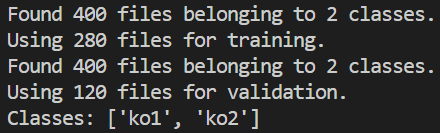 Found 400 files belonging to 2 classes.
Using 280 files for training.
Found 400 files belonging to 2 classes.
Using 120 files for validation.
Classes: ['ko1', 'ko2']